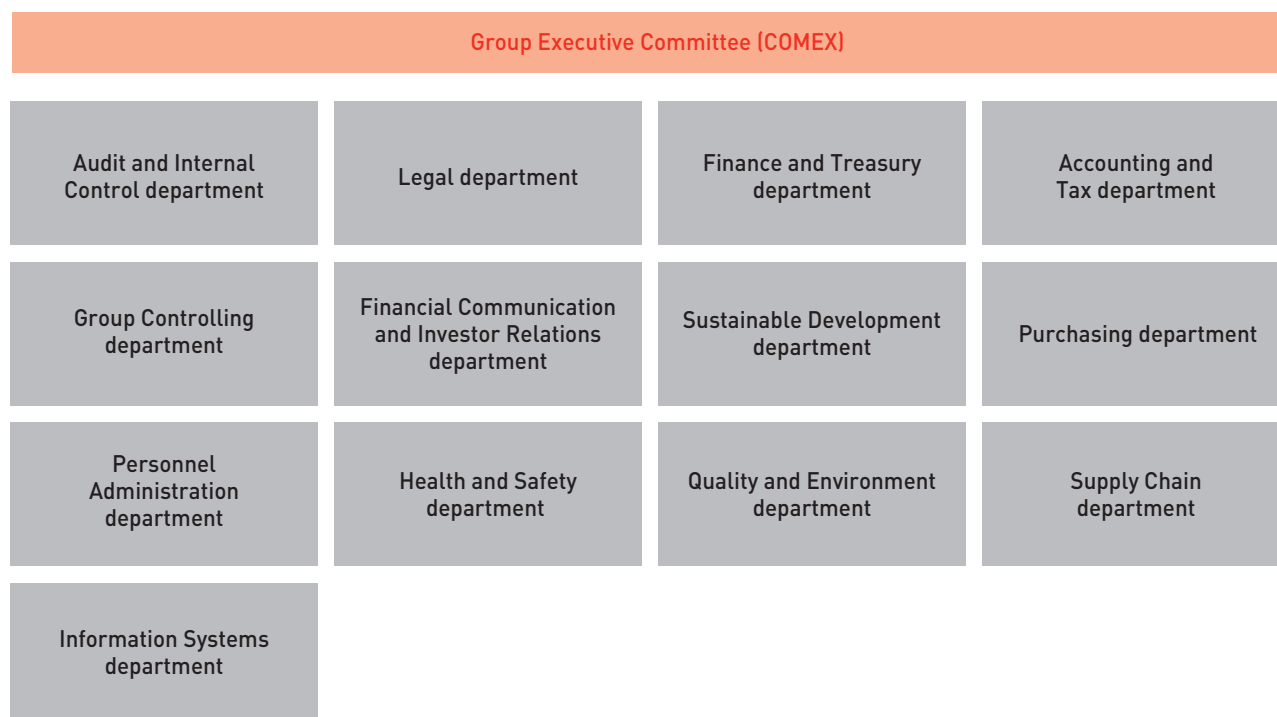 Group Executive Committee (COMEX)
Audit and Internal
Control department
Legal department
Finance and Treasury
department
Accounting and
Tax department
Group Controlling
department
Financial Communication
and Investor Relations
department
Sustainable Development
department
Purchasing department
Personnel
Administration
department
Health and Safety
department
Quality and Environment
department
Supply Chain
department
Information Systems
department